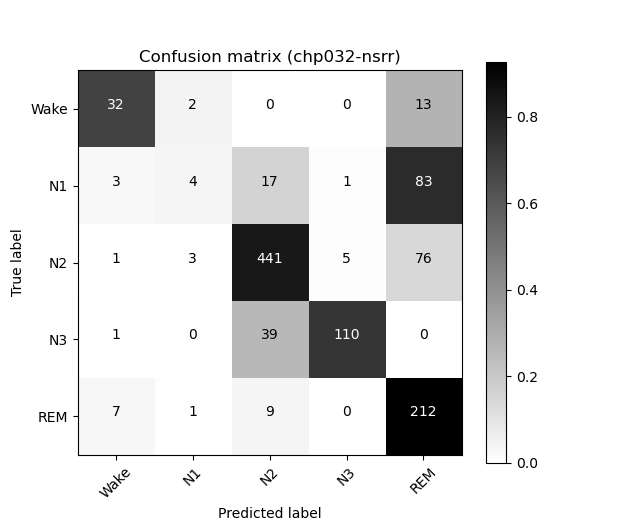 Confusion matrix (chp032-nsrr)
Wake 32 2 0 0 13
N1 3 4 17 1 83
N2 1 3 441 5 76
N3 1 0 39 110 0
REM 7 1 9 0 212
Wake N1 N2 N3 REM
Predicted label
True label
0.8
0.6
0.4
0.2
0.0